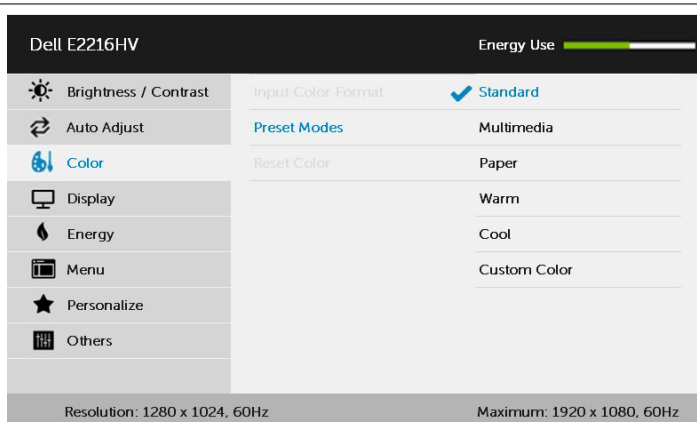 Dell E2216HV Energy Use
Brightness / Contrast Input Color Format Standard
Auto Adjust Preset Modes Multimedia
Color Reset Color Paper
Display Warm
Energy Cool
Menu Custom Color
Personalize
Others
Resolution: 1280 x 1024, 60Hz Maximum: 1920 x 1080, 60Hz